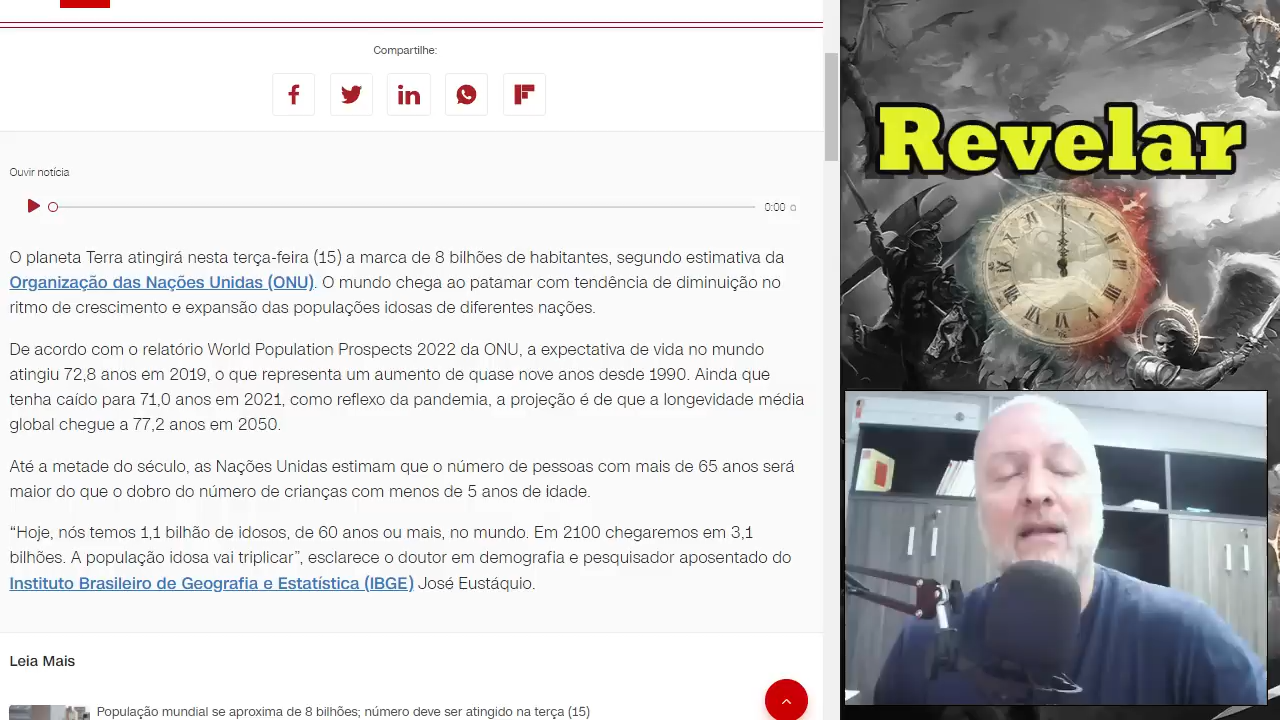 Compartilhe:
Revelar
Ouvir notícia
0:00
O planeta Terra atingirá nesta terça-feira (15) a marca de 8 bilhões de habitantes, segundo estimativa da
Organização das Nações Unidas (ONU). O mundo chega ao patamar com tendência de diminuição no
ritmo de crescimento e expansão das populações idosas de diferentes nações.
De acordo com o relatório World Population Prospects 2022 da ONU, a expectativa de vida no mundo
atingiu 72,8 anos em 2019, o que representa um aumento de quase nove anos desde 1990. Ainda que
tenha caído para 71,0 anos em 2021, como reflexo da pandemia, a projeção é de que a longevidade média
global chegue a 77,2 anos em 2050.
Até a metade do século, as Nações Unidas estimam que o número de pessoas com mais de 65 anos será
maior do que o dobro do número de crianças com menos de 5 anos de idade.
“Hoje, nós temos 1,1 bilhão de idosos, de 60 anos ou mais, no mundo. Em 2100 chegaremos em 3,1
bilhões. A população idosa vai triplicar”, esclarece o doutor em demografia e pesquisador aposentado do
Instituto Brasileiro de Geografia e Estatística (IBGE) José Eustáquio.
Leia Mais
População mundial se aproxima de 8 bilhões; número deve ser atingido na terça (15)